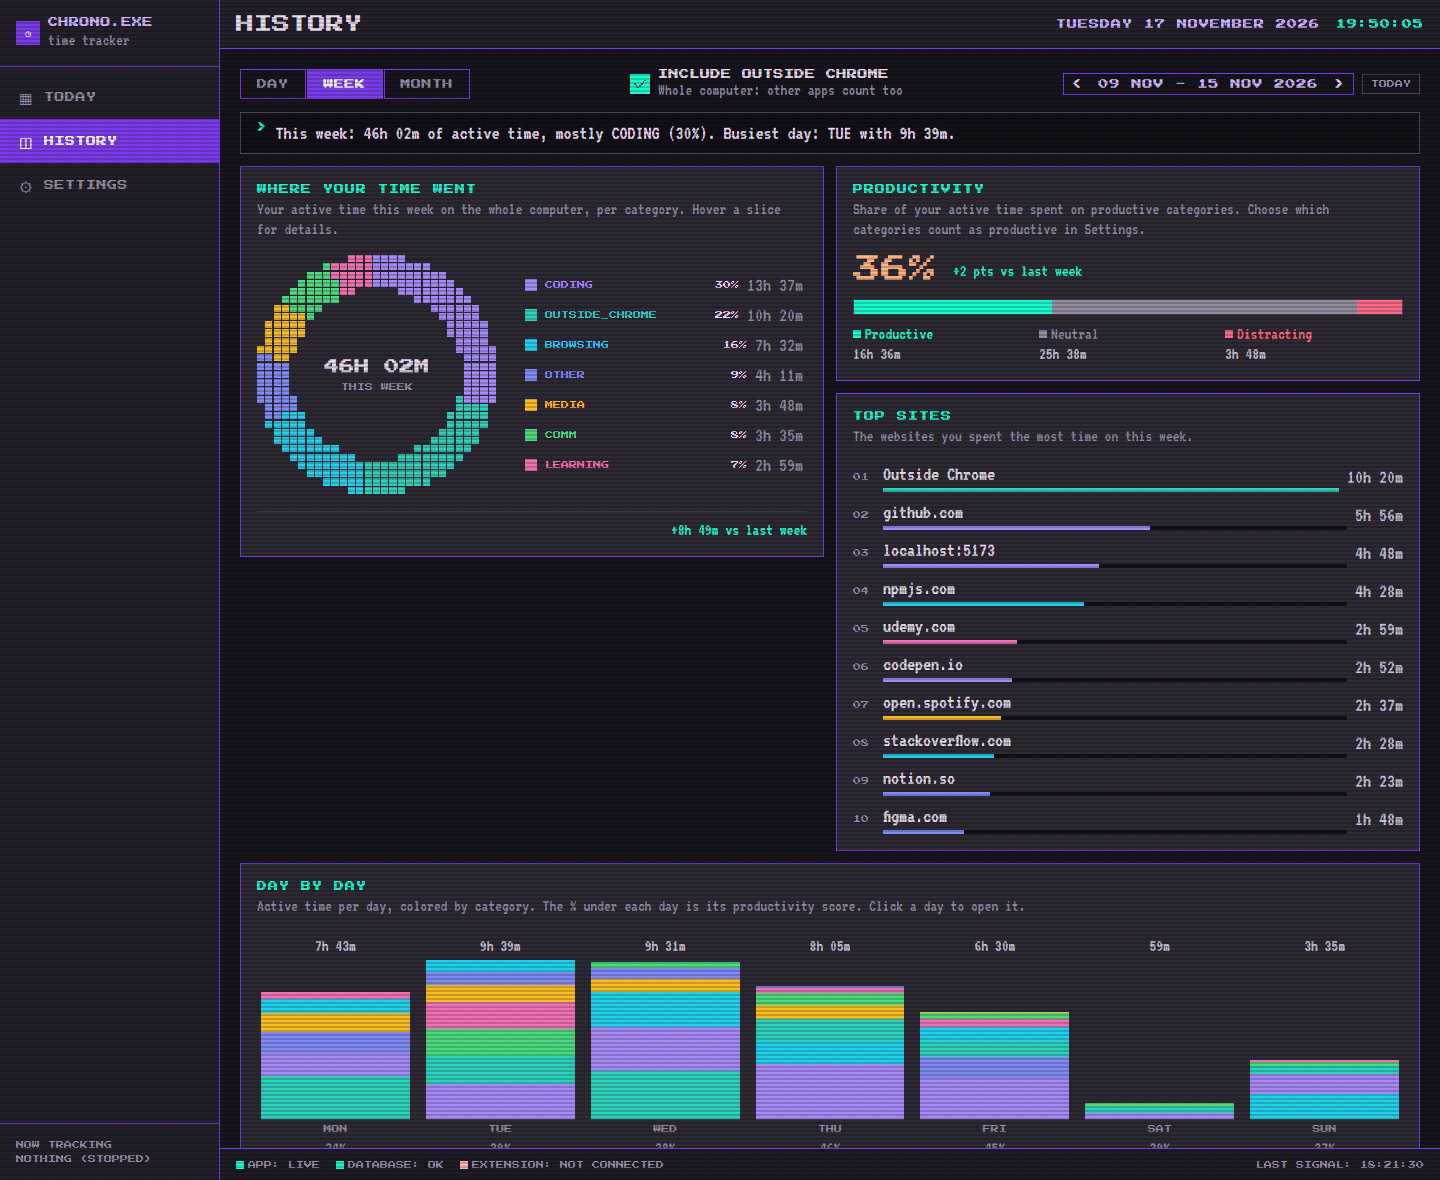 CHRONO.EXE
time tracker
TODAY
HISTORY
SETTINGS
NOW TRACKING
NOTHING (STOPPED)
HISTORY
TUESDAY 17 NOVEMBER 2026 19:50:05
DAY WEEK MONTH
INCLUDE OUTSIDE CHROME
Whole computer: other apps count too
< 09 NOV – 15 NOV 2026 > TODAY
> This week: 46h 02m of active time, mostly CODING (30%). Busiest day: TUE with 9h 39m.
WHERE YOUR TIME WENT
Your active time this week on the whole computer, per category. Hover a slice
for details.
46H 02M
THIS WEEK
CODING 30% 13h 37m
OUTSIDE_CHROME 22% 10h 20m
BROWSING 16% 7h 32m
OTHER 9% 4h 11m
MEDIA 8% 3h 48m
COMM 8% 3h 35m
LEARNING 7% 2h 59m
+8h 49m vs last week
PRODUCTIVITY
Share of your active time spent on productive categories. Choose which
categories count as productive in Settings.
36% +2 pts vs last week
Productive Neutral Distracting
16h 36m 25h 38m 3h 48m
TOP SITES
The websites you spent the most time on this week.
01 Outside Chrome 10h 20m
02 github.com 5h 56m
03 localhost:5173 4h 48m
04 npmjs.com 4h 28m
05 udemy.com 2h 59m
06 codepen.io 2h 52m
07 open.spotify.com 2h 37m
08 stackoverflow.com 2h 28m
09 notion.so 2h 23m
10 figma.com 1h 48m
DAY BY DAY
Active time per day, colored by category. The % under each day is its productivity score. Click a day to open it.
7h 43m 9h 39m 9h 31m 8h 05m 6h 30m 59m 3h 35m
MON TUE WED THU FRI SAT SUN
APP: LIVE DATABASE: OK EXTENSION: NOT CONNECTED
LAST SIGNAL: 18:21:30